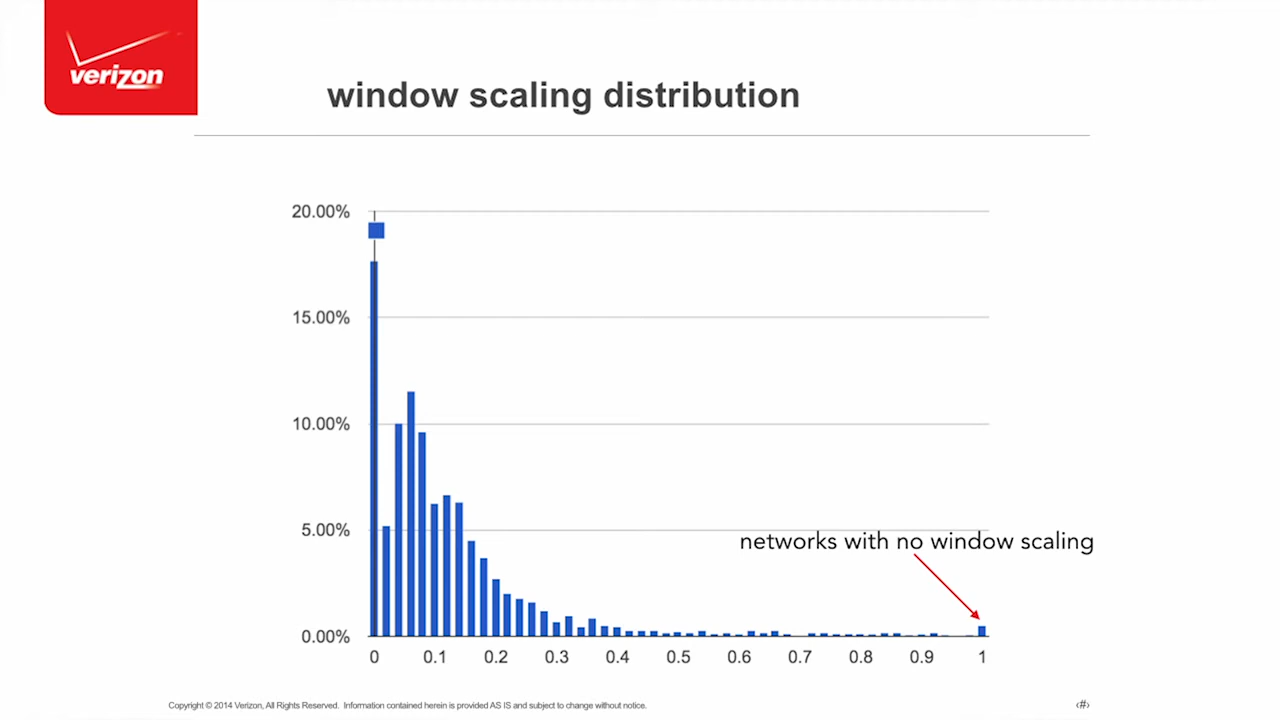 verizon
window scaling distribution
20.00%
15.00%
10.00%
5.00%
networks with no window scaling
0.00%
0 0.1 0.2 0.3 0.4 0.5 0.6 0.7 0.8 0.9 1
Copyright © 2014 Verizon, All Rights Reserved. Information contained herein is provided AS IS and subject to change without notice.
‹#›